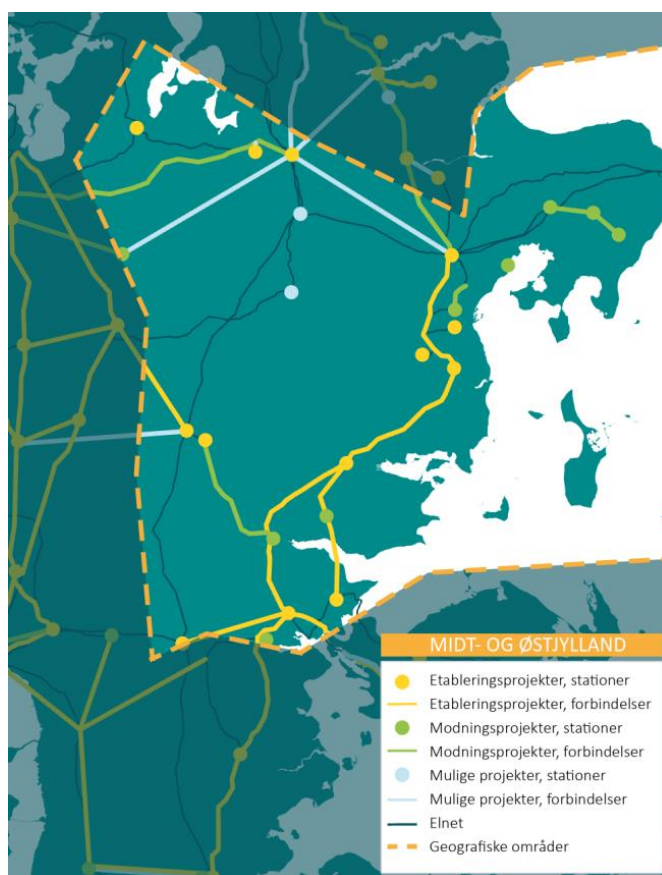 MIDT- OG ØSTJYLLAND
Etableringsprojekter, stationer
Etableringsprojekter, forbindelser
Modningsprojekter, stationer
Modningsprojekter, forbindelser
Mulige projekter, stationer
Mulige projekter, forbindelser
Elnet
Geografiske områder